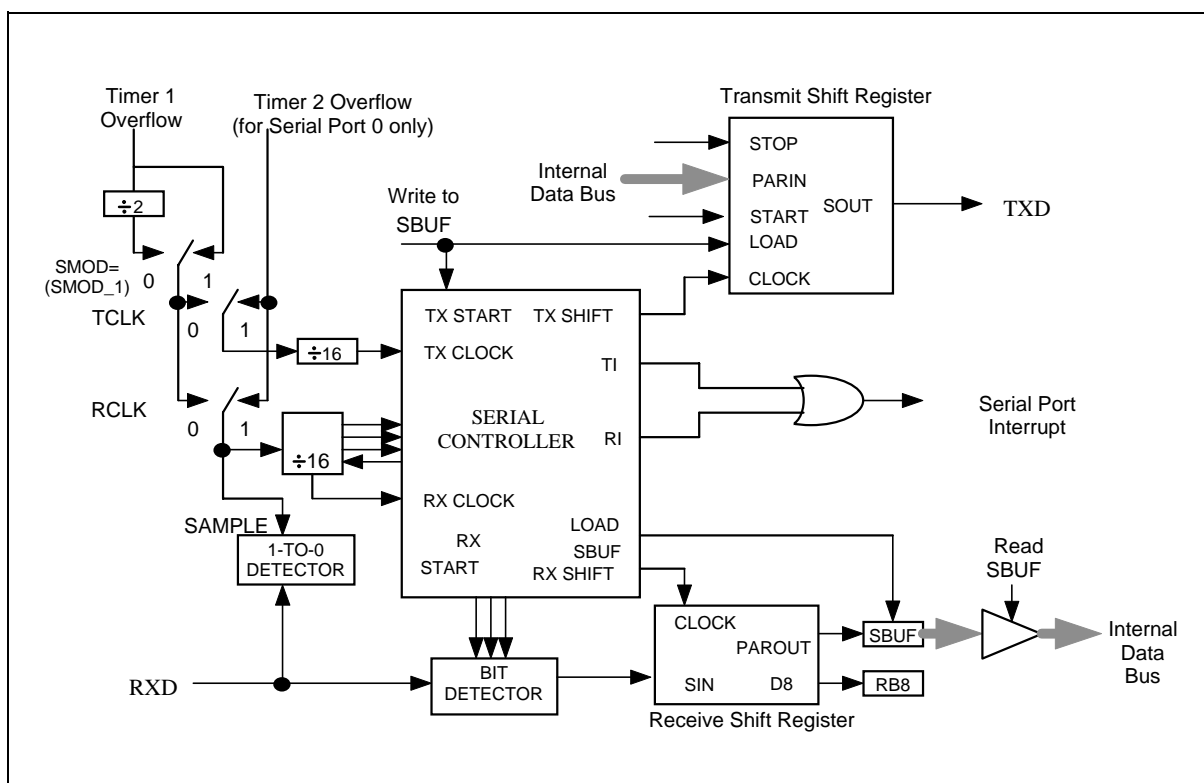 Timer 1
Overflow
Timer 2 Overflow
(for Serial Port 0 only)
÷2
SMOD=
(SMOD_1)
0
1
TCLK
0
1
÷16
RCLK
0
1
÷16
SAMPLE
1-TO-0
DETECTOR
RXD
Write to
SBUF
TX START
TX SHIFT
TX CLOCK
TI
SERIAL
CONTROLLER
RI
RX CLOCK
LOAD
SBUF
RX
START
RX SHIFT
BIT
DETECTOR
Transmit Shift Register
Internal
Data Bus
STOP
PARIN
SOUT
START
LOAD
CLOCK
TXD
Serial Port
Interrupt
CLOCK
PAROUT
SIN
D8
Receive Shift Register
SBUF
RB8
Read
SBUF
Internal
Data
Bus